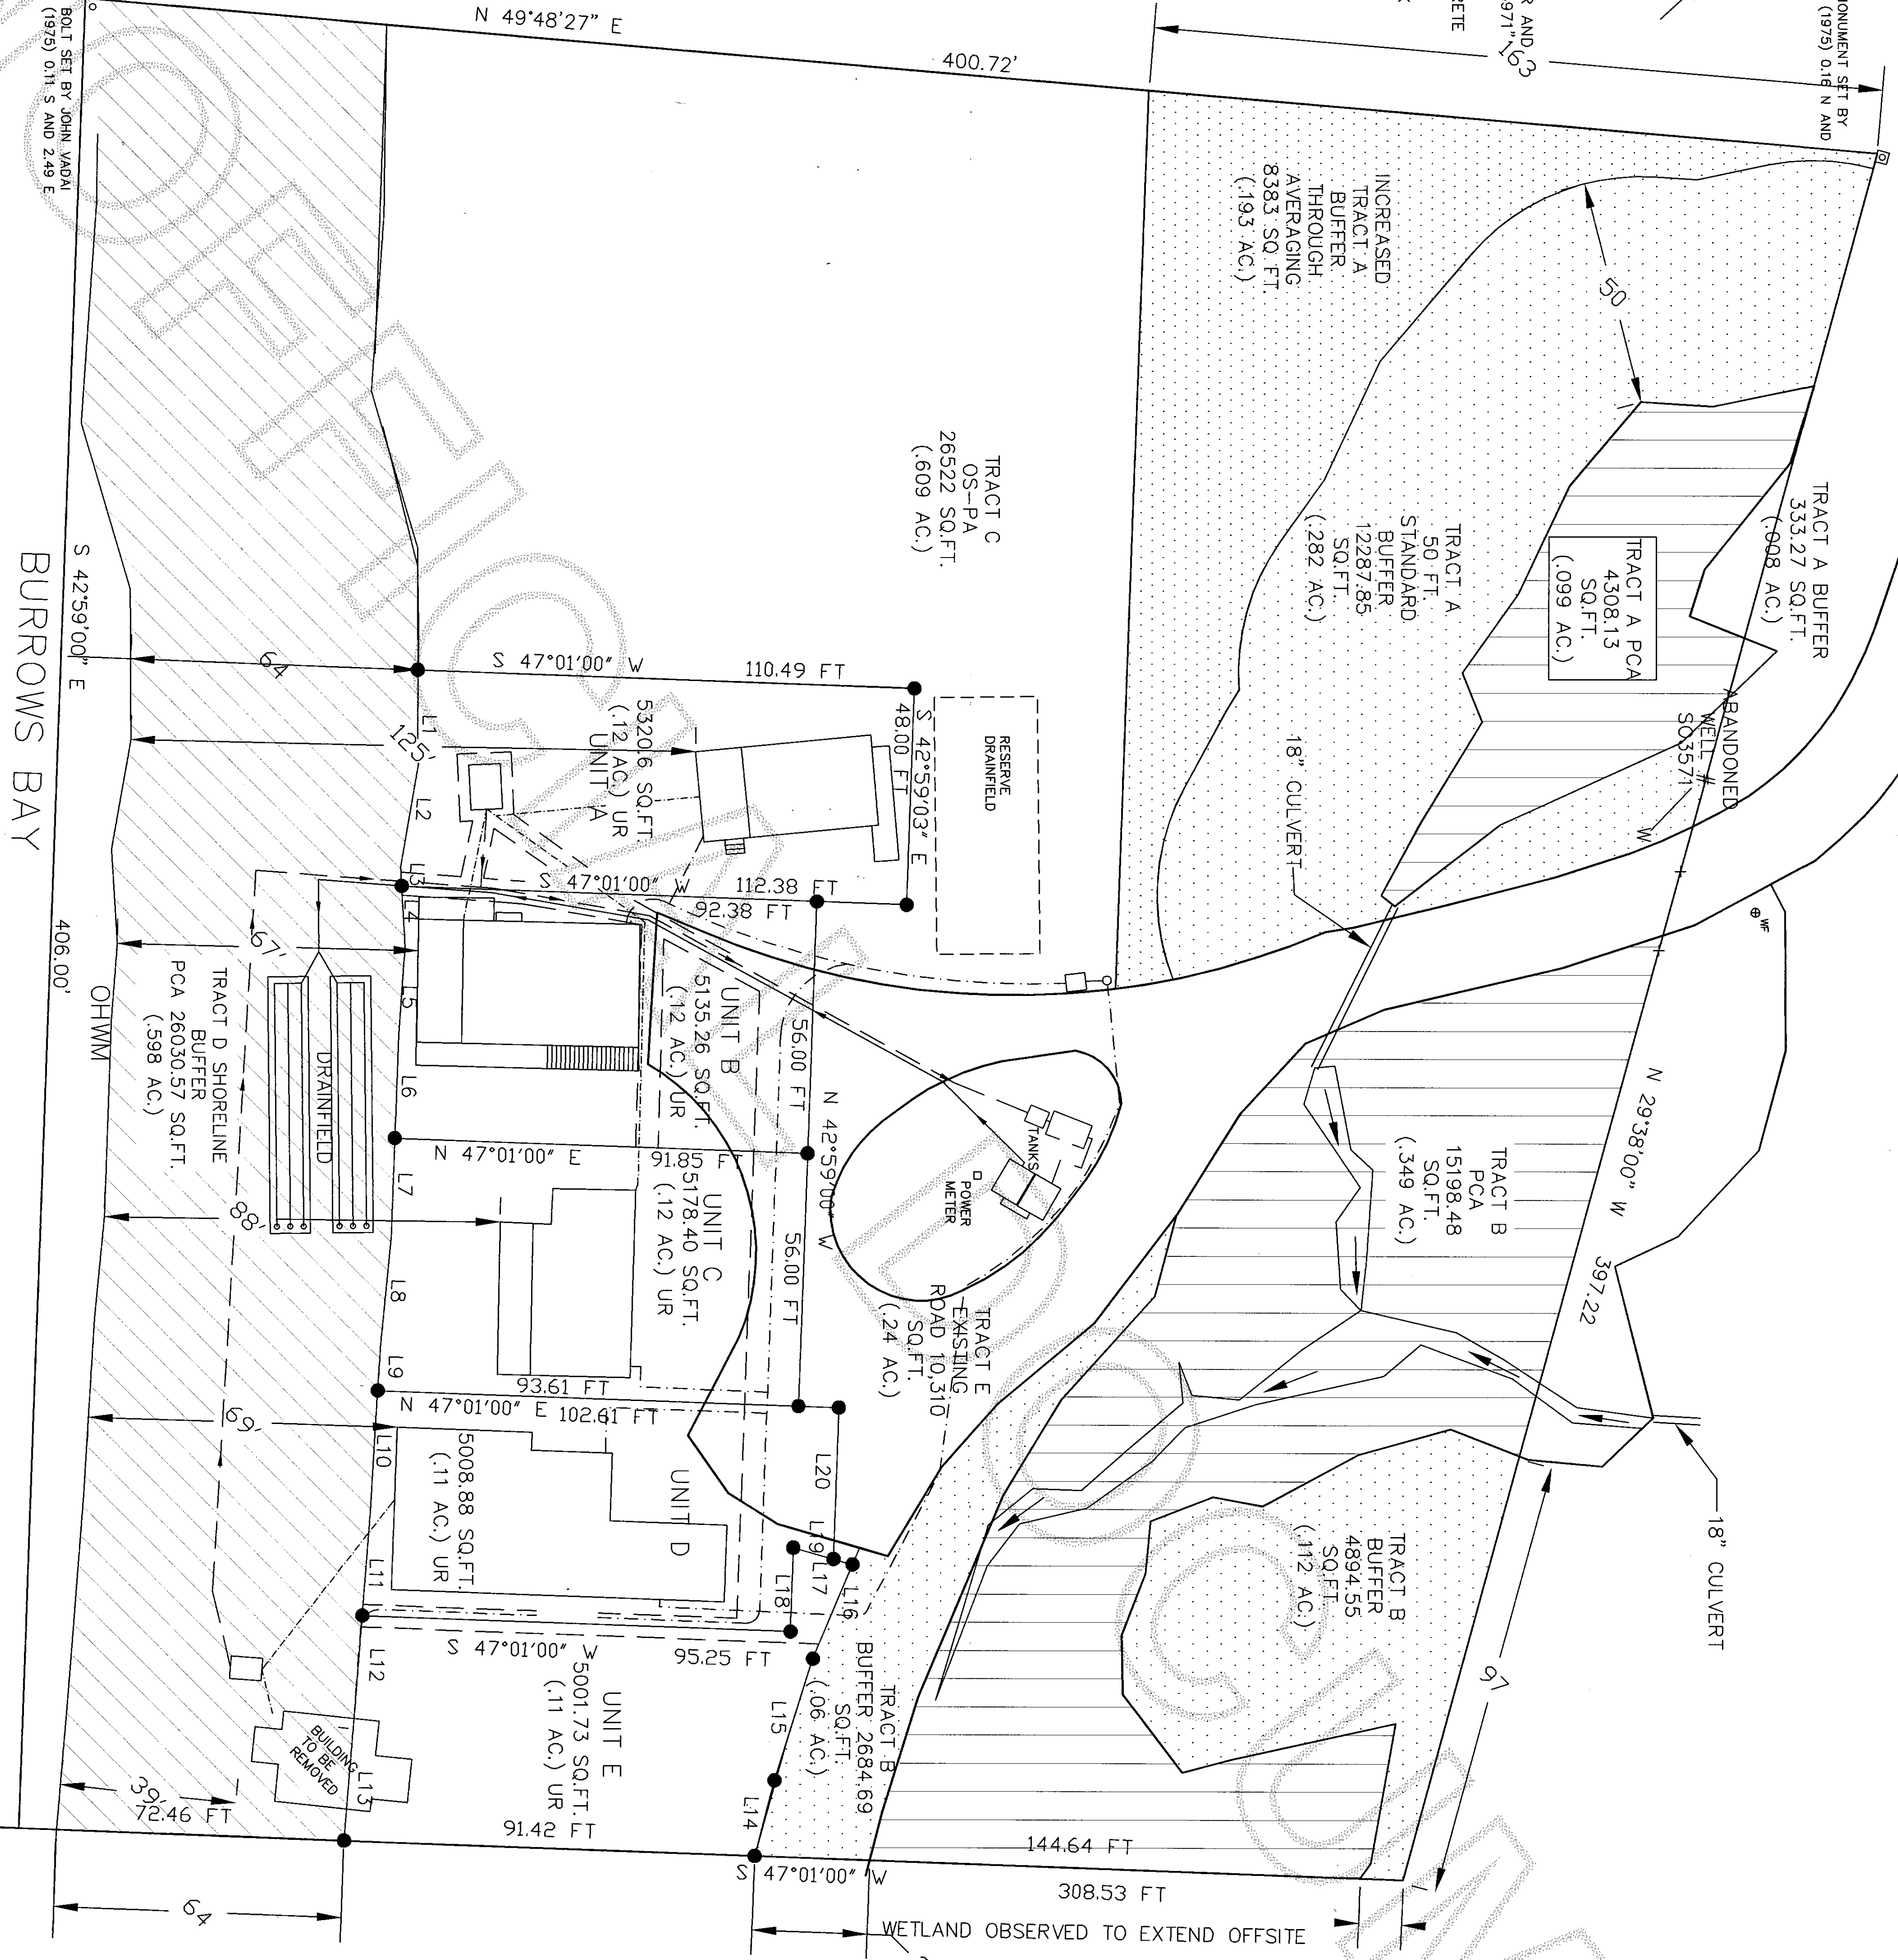 N 49°48'27" E
400.72'
163
R AND
971"
RETE
MONUMENT SET BY
(1975) 0.16 N AND
BOLT SET BY JOHN VADAI
(1975) 0.11 S AND 2.49 E
INCREASED
TRACT A
BUFFER
THROUGH
AVERAGING
8383 SQ FT.
(.193 AC.)
50
TRACT A BUFFER
333.27 SQ.FT.
(.008 AC.)
TRACT A PCA
4308.13
SQ.FT.
(.099 AC.)
TRACT A
50 FT.
STANDARD
BUFFER
12287.85
SQ.FT.
(.282 AC.)
TRACT C
OS-PA
26522 SQ.FT.
(.609 AC.)
ABANDONED
WELL #
SO3571
W
WF
18" CULVERT
RESERVE
DRAINFIELD
S 47°01'00" W
110.49 FT
S 42°59'03" E
48.00 FT
64
125'
L1
L2
L3
L4
L5
L6
L7
L8
L9
L10
L11
L12
L13
5320.6 SQ.FT.
(.12 AC.) UR
UNIT A
S 47°01'00" W
112.38 FT
92.38 FT
UNIT B
5135.26 SQ.FT.
(.12 AC.) UR
56.00 FT
N 42°59'00" W
56.00 FT
N 47°01'00" E
91.85 FT
UNIT C
5178.40 SQ.FT.
(.12 AC.) UR
TANKS
POWER
METER
TRACT E
EXISTING
ROAD 10,310
SQ.FT.
(.24 AC.)
TRACT B
PCA
15198.48
SQ.FT.
(.349 AC.)
N 29°38'00" W
397.22
18" CULVERT
97
TRACT B
BUFFER
4894.55
SQ.FT.
(.112 AC.)
93.61 FT
N 47°01'00" E
102.61 FT
L20
L19
L17
L18
L16
L15
L14
UNIT D
5008.88 SQ.FT.
(.11 AC.) UR
S 47°01'00" W
95.25 FT
UNIT E
5001.73 SQ.FT.
(.11 AC.) UR
TRACT B
BUFFER 2684.69
SQ.FT.
(.06 AC.)
BUILDING
TO BE
REMOVED
67'
88'
69'
39'
72.46 FT
91.42 FT
144.64 FT
S 47°01'00" W
308.53 FT
WETLAND OBSERVED TO EXTEND OFFSITE
64
DRAINFIELD
TRACT D SHORELINE
BUFFER
PCA 26030.57 SQ.FT.
(.598 AC.)
OHWM
S 42°59'00" E
406.00'
BURROWS BAY